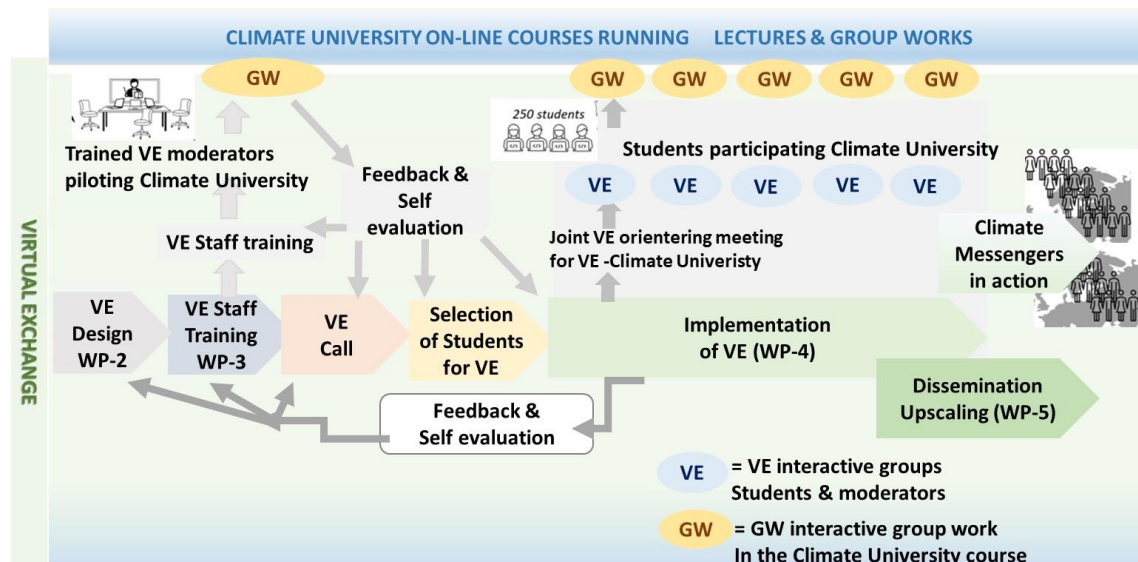 CLIMATE UNIVERSITY ON-LINE COURSES RUNNING LECTURES & GROUP WORKS
GW
GW
GW
GW
GW
GW
250 students
Trained VE moderators
piloting Climate University
Feedback &
Self
evaluation
Students participating Climate University
VE
VE
VE
VE
VE
VE Staff training
Joint VE orientering meeting
for VE -Climate Univeristy
Climate
Messengers
in action
VIRTUAL EXCHANGE
VE
Design
WP-2
VE Staff
Training
WP-3
VE
Call
Selection
of Students
for VE
Implementation
of VE (WP-4)
Dissemination
Upscaling (WP-5)
Feedback &
Self evaluation
VE = VE interactive groups
Students & moderators
GW = GW interactive group work
In the Climate University course